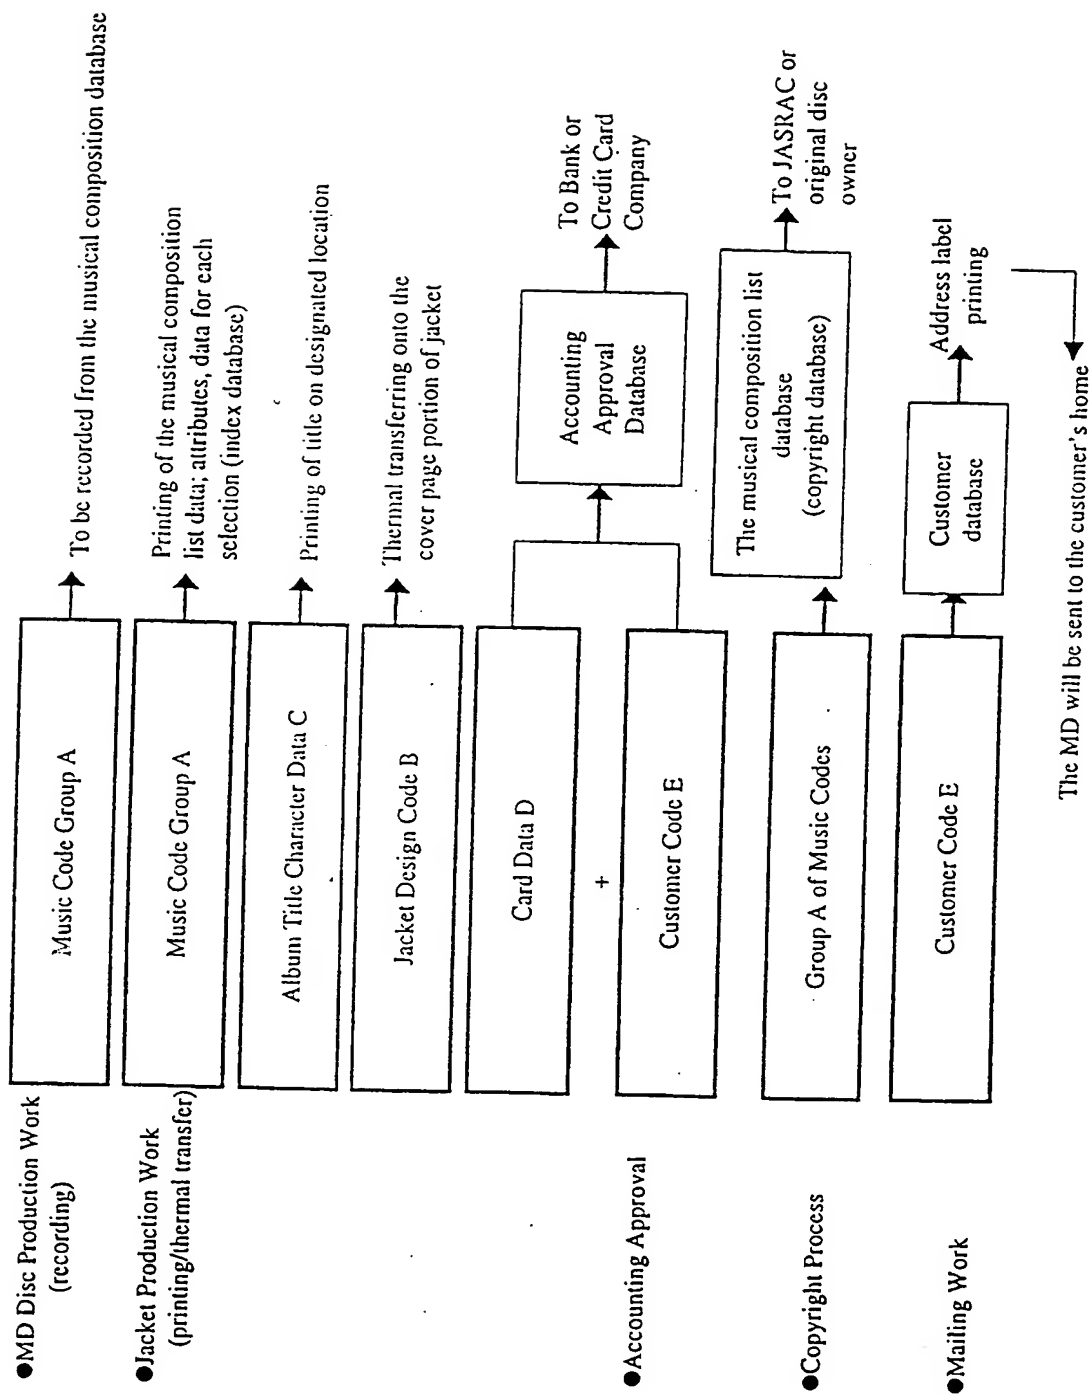 ●MD Disc Production Work
(recording)
Music Code Group A
To be recorded from the musical composition database
●Jacket Production Work
(printing/thermal transfer)
Music Code Group A
Printing of the musical composition
list data; attributes, data for each
selection (index database)
Album Title Character Data C
Printing of title on designated location
Jacket Design Code B
Thermal transferring onto the
cover page portion of jacket
●Accounting Approval
Card Data D
+
Customer Code E
Accounting
Approval
Database
To Bank or
Credit Card
Company
●Copyright Process
Group A of Music Codes
The musical composition list
database
(copyright database)
To JASRAC or
original disc
owner
●Mailing Work
Customer Code E
Customer
database
Address label
printing
The MD will be sent to the customer's home